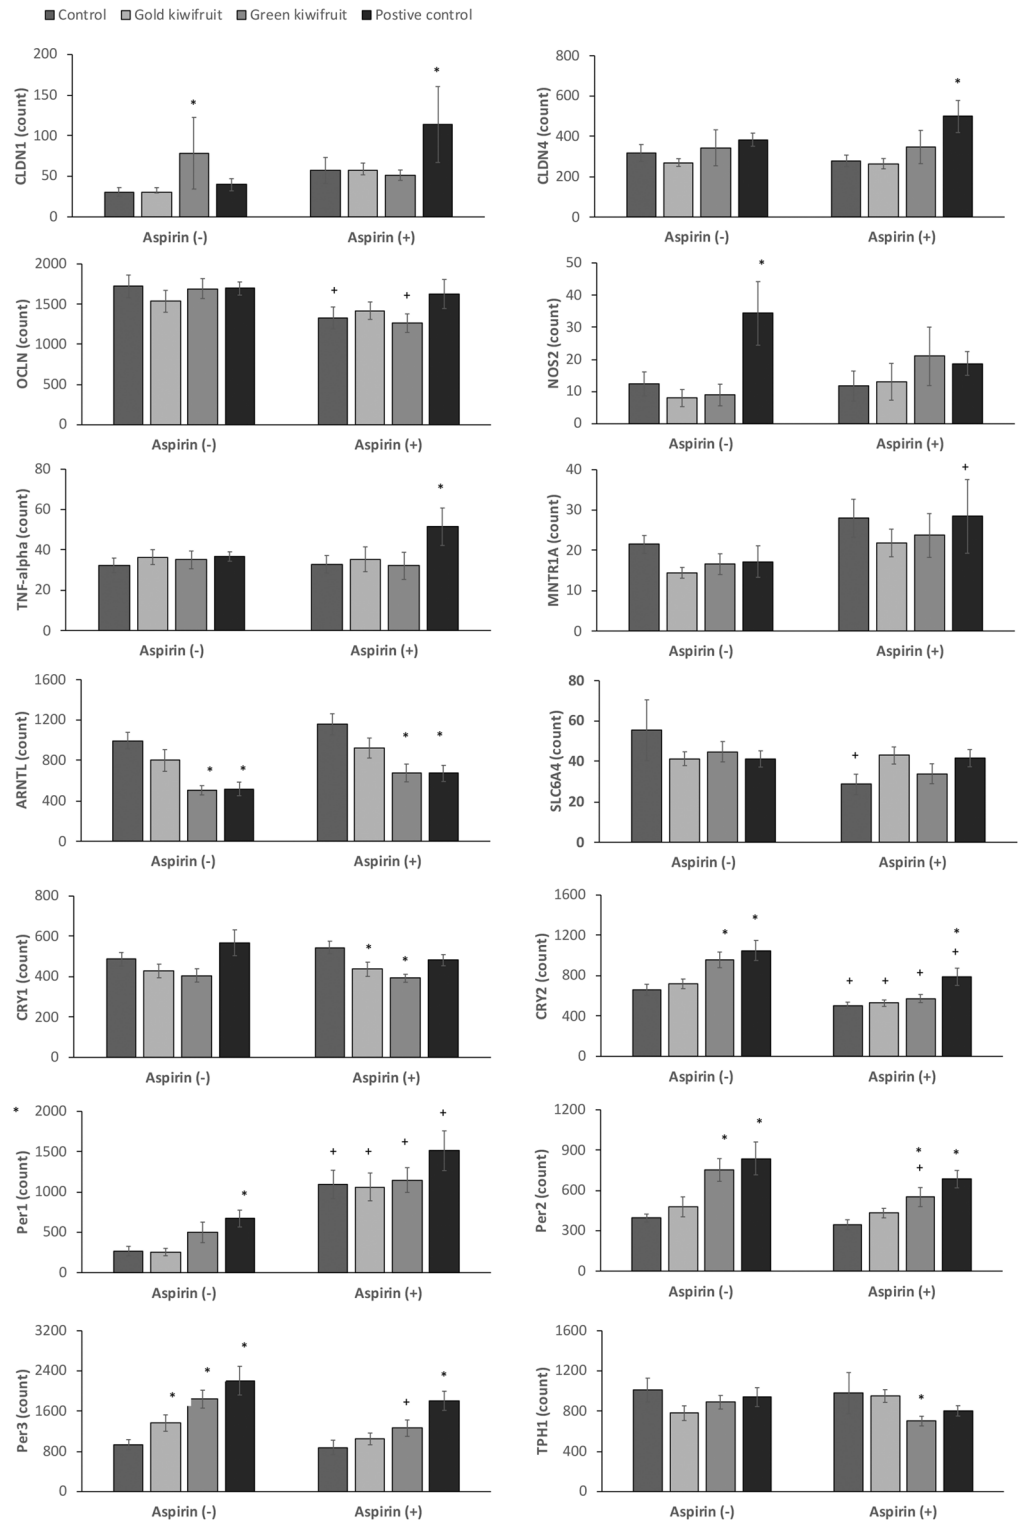 Control Gold kiwifruit Green kiwifruit Postive control
CLDN1 (count)
200
150
100
50
0
*
*
Aspirin (-) Aspirin (+)
CLDN4 (count)
800
600
400
200
0
*
Aspirin (-) Aspirin (+)
OCLN (count)
2000
1500
1000
500
0
+ +
Aspirin (-) Aspirin (+)
NOS2 (count)
50
40
30
20
10
0
*
Aspirin (-) Aspirin (+)
TNF-alpha (count)
80
60
40
20
0
*
Aspirin (-) Aspirin (+)
MNTR1A (count)
40
30
20
10
0
+
Aspirin (-) Aspirin (+)
ARNTL (count)
1600
1200
800
400
0
* * * *
Aspirin (-) Aspirin (+)
SLC6A4 (count)
80
60
40
20
0
+
Aspirin (-) Aspirin (+)
CRY1 (count)
800
600
400
200
0
* *
Aspirin (-) Aspirin (+)
CRY2 (count)
1600
1200
800
400
0
* * *
+ + + +
Aspirin (-) Aspirin (+)
*
Per1 (count)
2000
1500
1000
500
0
* + + + +
Aspirin (-) Aspirin (+)
Per2 (count)
1200
900
600
300
0
* * * *
+
Aspirin (-) Aspirin (+)
Per3 (count)
3200
2400
1600
800
0
* * * + *
Aspirin (-) Aspirin (+)
TPH1 (count)
1600
1200
800
400
0
*
Aspirin (-) Aspirin (+)